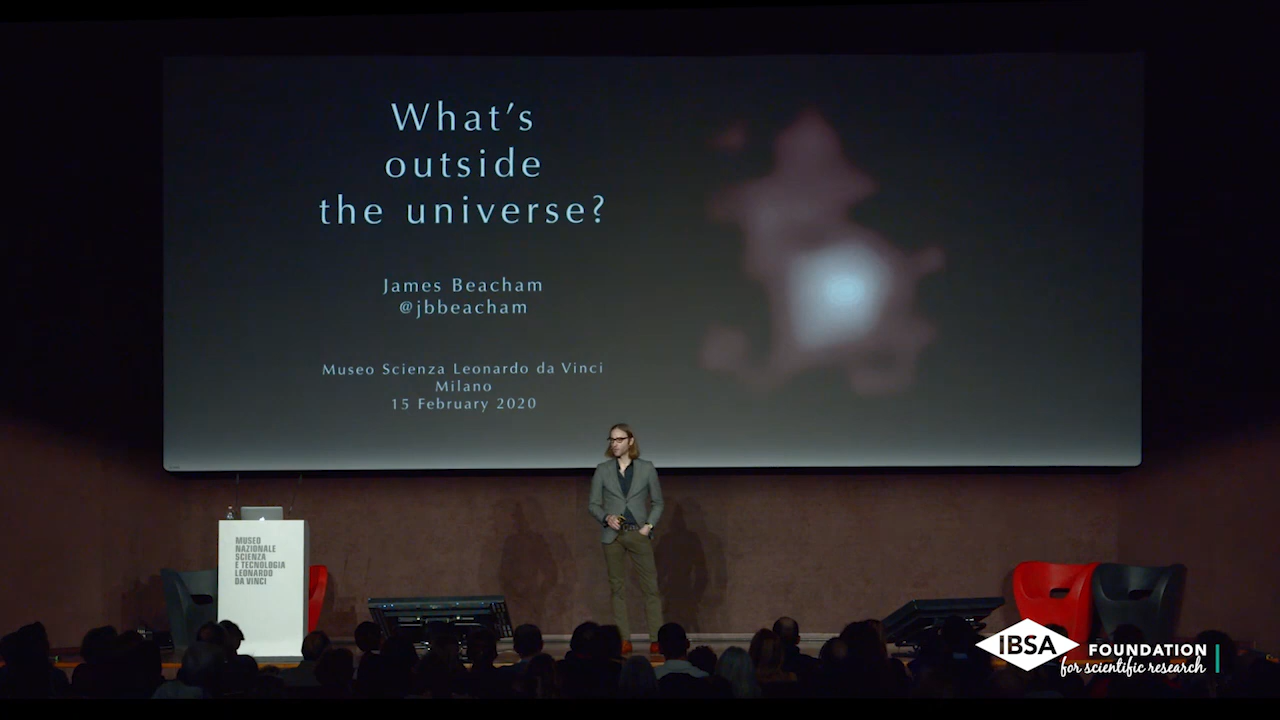 What's
outside
the universe?
James Beacham
@jbbeacham
Museo Scienza Leonardo da Vinci
Milano
15 February 2020
MUSEO
NAZIONALE
SCIENZA
E TECNOLOGIA
LEONARDO
DA VINCI
IBSA FOUNDATION
for scientific research